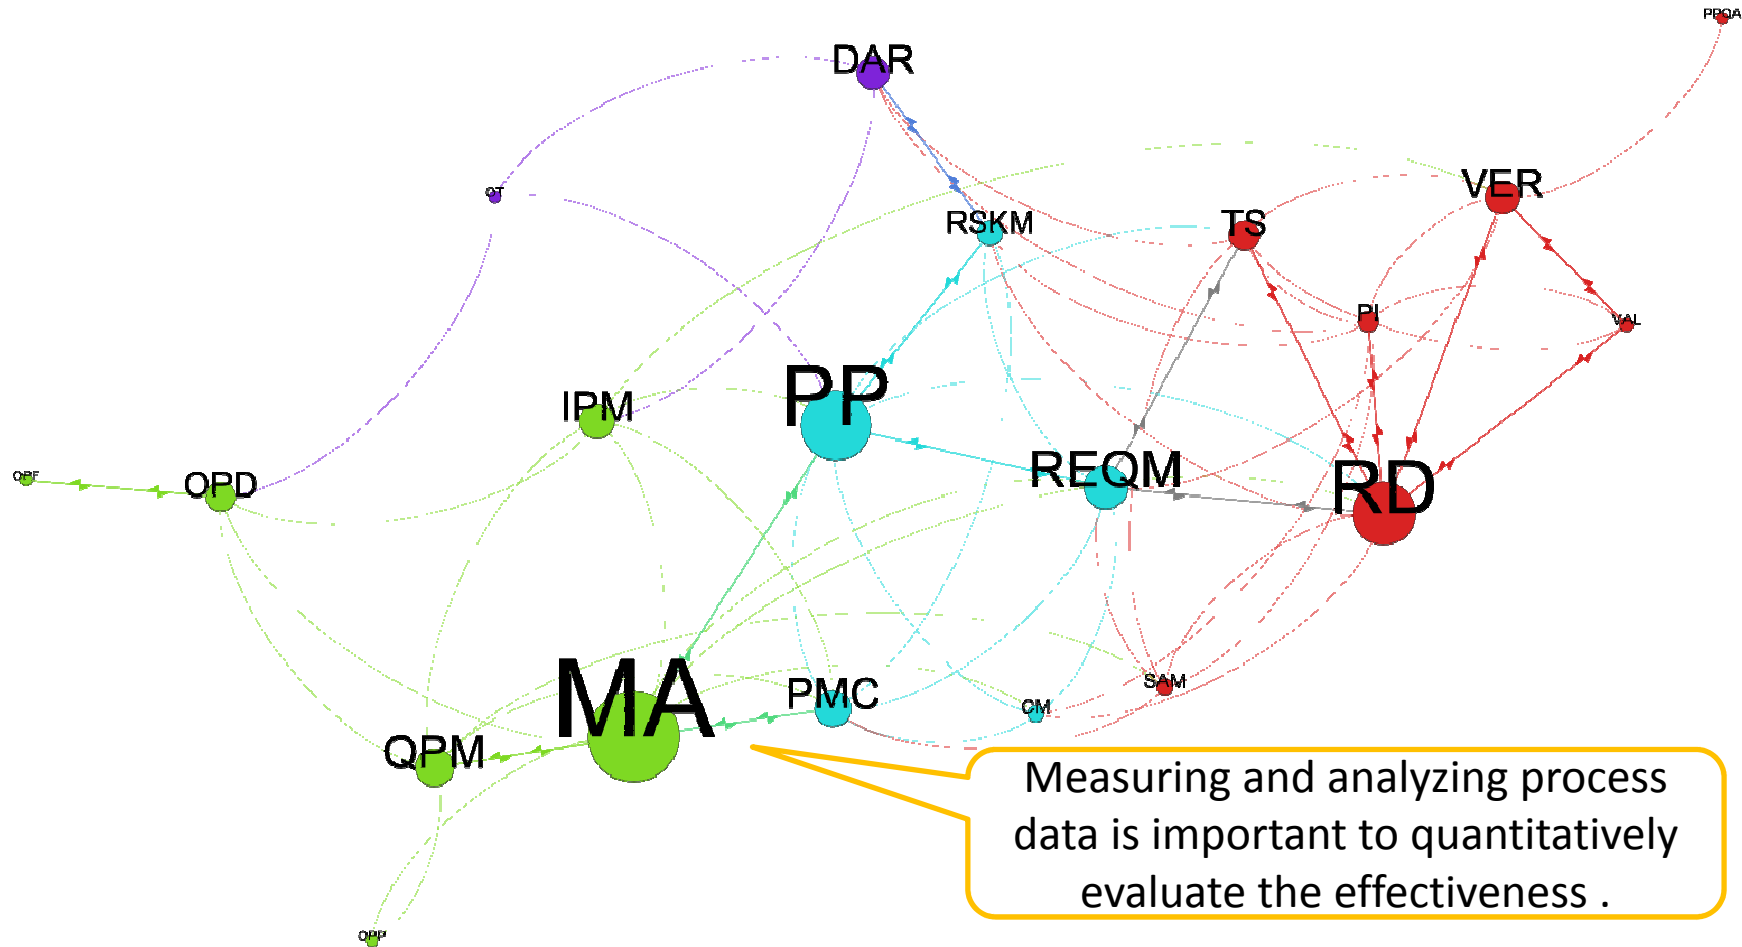 PPQA
DAR
VER
OT
RSKM
TS
PI
VAL
PP
IPM
REQM
RD
OPF
OPD
MA
PMC
SAM
CM
QPM
OPP
Measuring and analyzing process
data is important to quantitatively
evaluate the effectiveness .